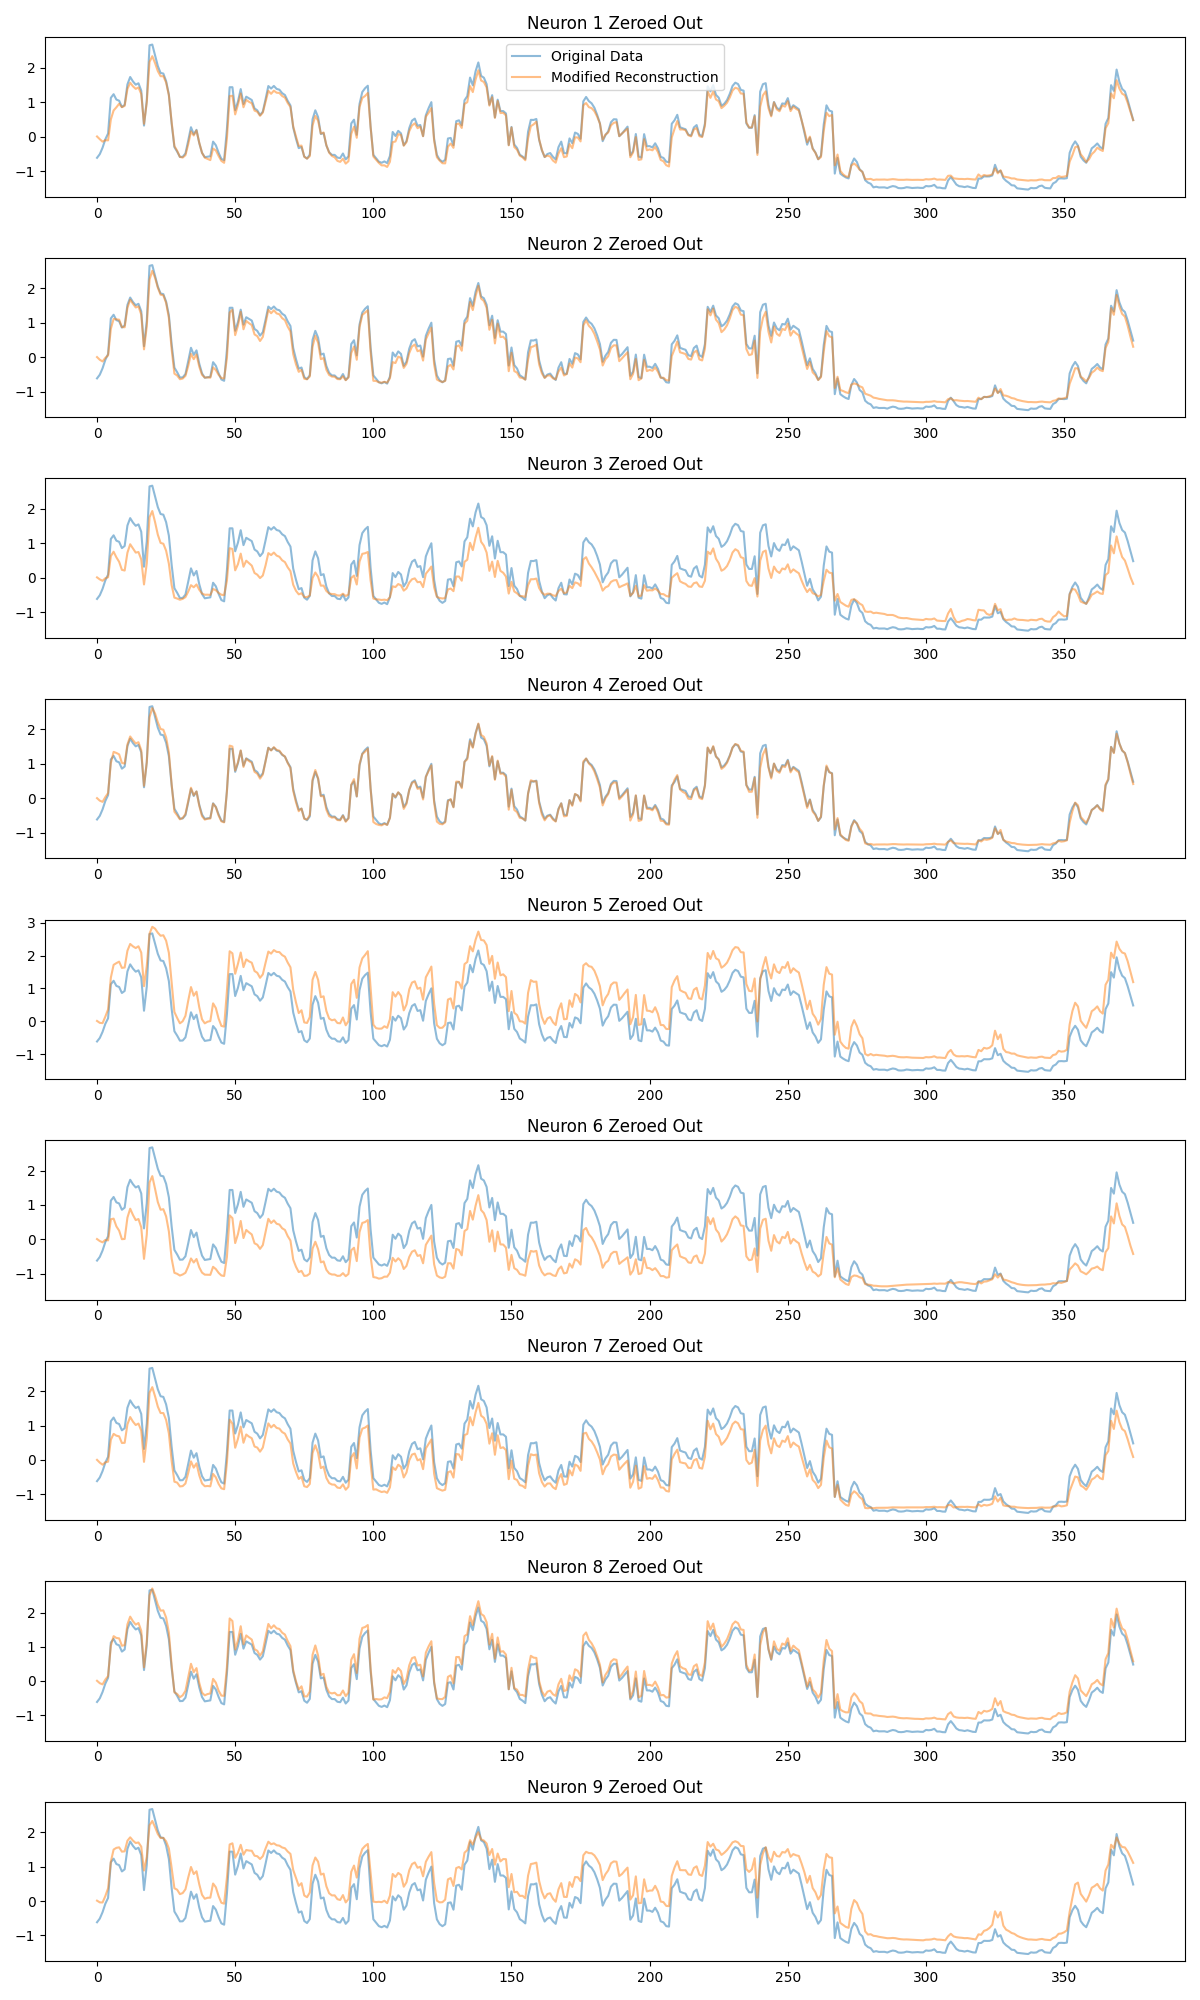 Neuron 1 Zeroed Out
Original Data
Modified Reconstruction
2
1
0
−1
0 50 100 150 200 250 300 350
Neuron 2 Zeroed Out
2
1
0
−1
0 50 100 150 200 250 300 350
Neuron 3 Zeroed Out
2
1
0
−1
0 50 100 150 200 250 300 350
Neuron 4 Zeroed Out
2
1
0
−1
0 50 100 150 200 250 300 350
Neuron 5 Zeroed Out
3
2
1
0
−1
0 50 100 150 200 250 300 350
Neuron 6 Zeroed Out
2
1
0
−1
0 50 100 150 200 250 300 350
Neuron 7 Zeroed Out
2
1
0
−1
0 50 100 150 200 250 300 350
Neuron 8 Zeroed Out
2
1
0
−1
0 50 100 150 200 250 300 350
Neuron 9 Zeroed Out
2
1
0
−1
0 50 100 150 200 250 300 350